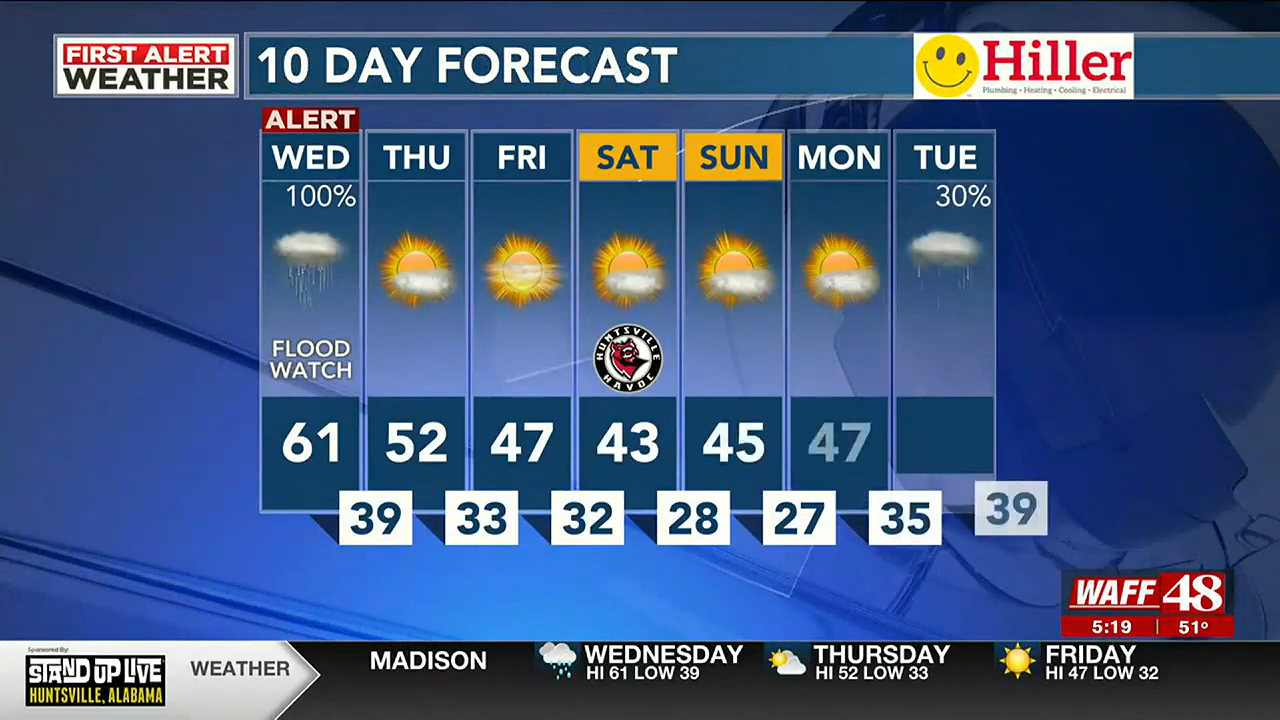 FIRST ALERT
WEATHER
10 DAY FORECAST
Hiller
Plumbing • Heating • Cooling • Electrical
ALERT
WED THU FRI SAT SUN MON TUE
100% 30%
HUNTSVILLE
HAVOC
FLOOD
WATCH
61 52 47 43 45 47
39 33 32 28 27 35 39
WAFF 48
5:19 | 51°
Sponsored By:
STAND UP LIVE
HUNTSVILLE, ALABAMA
WEATHER
MADISON
WEDNESDAY
HI 61 LOW 39
THURSDAY
HI 52 LOW 33
FRIDAY
HI 47 LOW 32